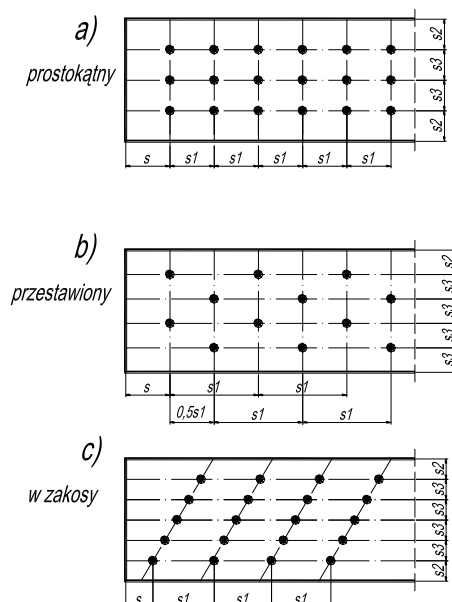 a)
prostokątny
s2
s3
s3
s2
s s1 s1 s1 s1 s1
b)
przestawiony
s2
s3
s3
s3
s3
s s1 s1
0,5s1 s1 s1
c)
w zakosy
s2
s3
s3
s3
s3
s2
s s1 s1 s1